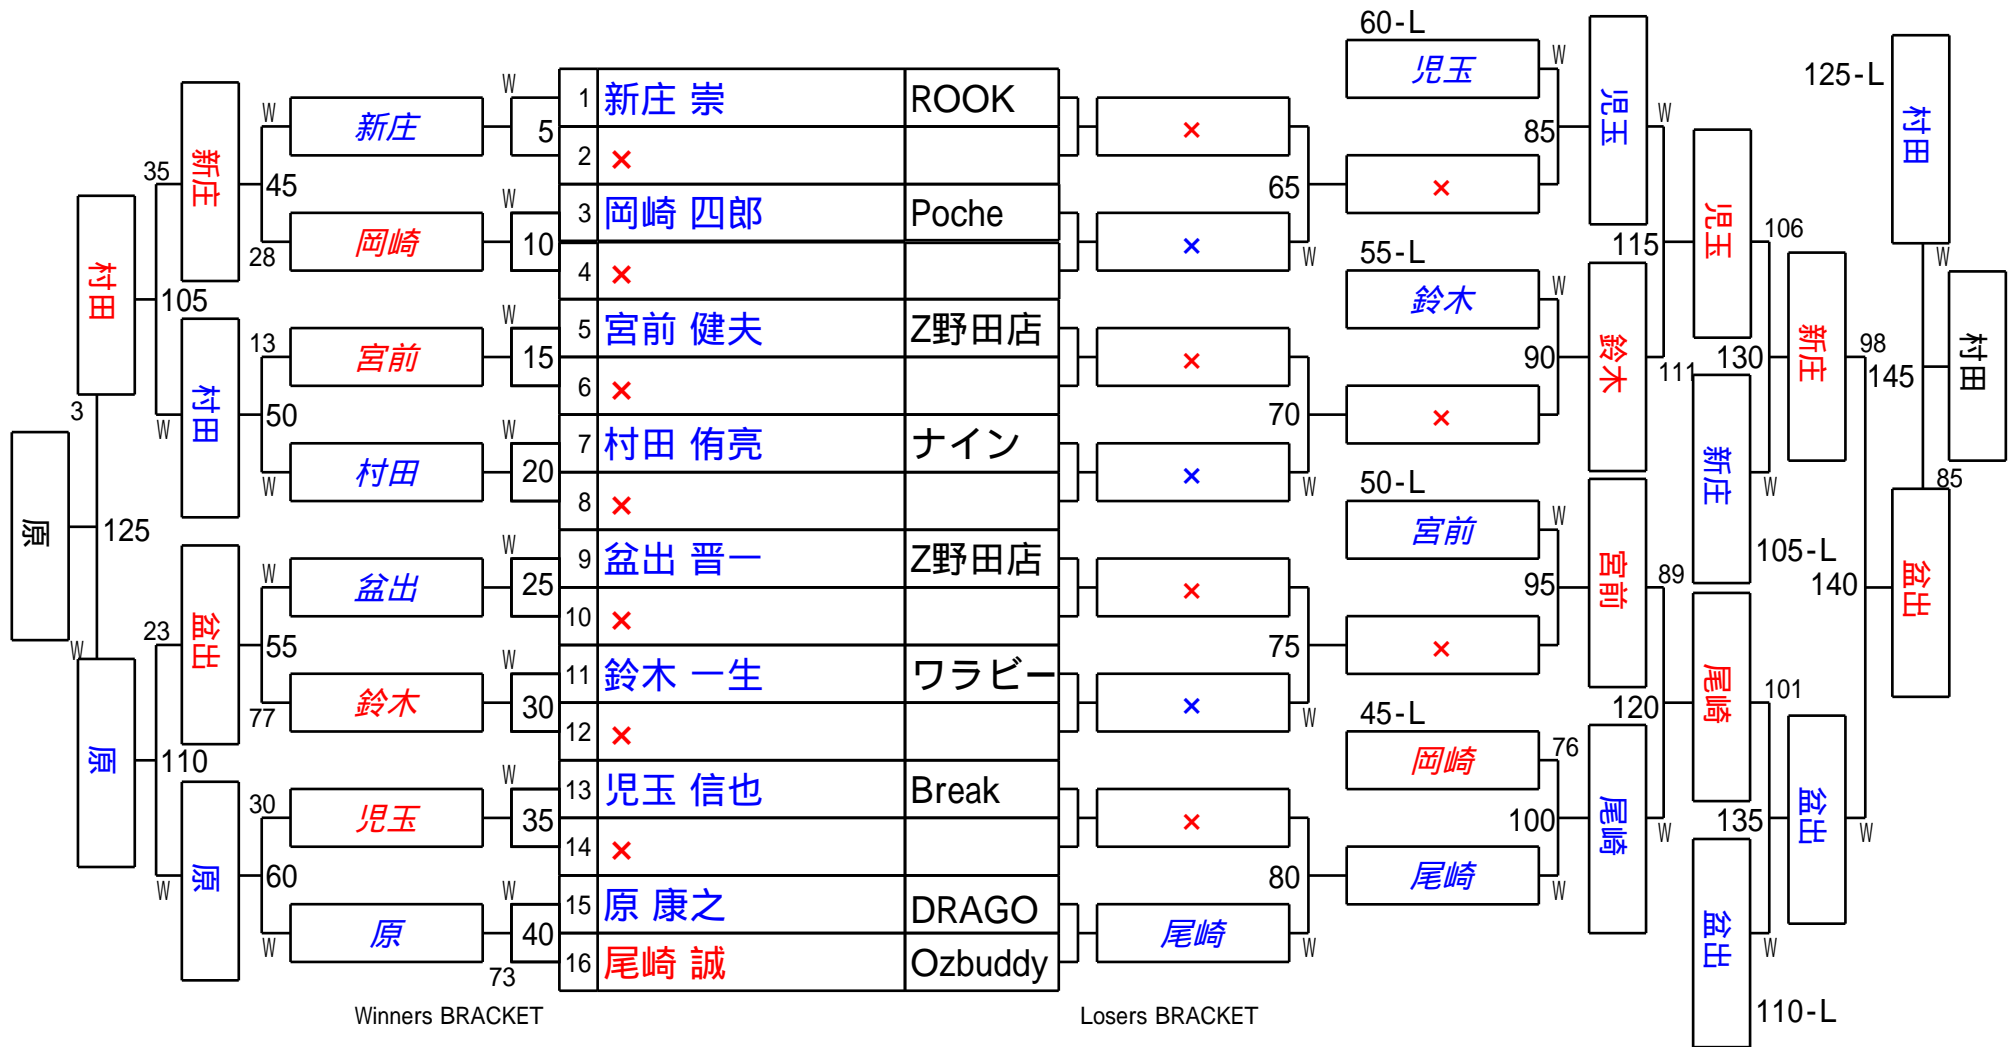 60-L
児玉
W
125-L
W
1 新庄 崇 ROOK
新庄
5
2 ×
×
W
85
児玉
W
村田
35
新庄
45
W
3 岡崎 四郎 Poche
65
×
28
岡崎
10
4 ×
×
W
55-L
115
児玉
106
W
村田
105
13
宮前
W
15
5 宮前 健夫 Z野田店
×
鈴木
W
90
鈴木
111
130
新庄
98
145
村田
6 ×
村田
50
W
3
W
村田
W
20
7 村田 侑亮 ナイン
70
×
8 ×
×
W
50-L
新庄
W
85
原
125
W
盆出
W
25
9 盆出 晋一 Z野田店
×
宮前
W
95
宮前
89
105-L
140
盆出
10 ×
23
盆出
55
W
75
×
77
鈴木
W
30
11 鈴木 一生 ワラビー
×
W
45-L
120
尾崎
101
12 ×
原
110
30
児玉
W
35
13 児玉 信也 Break
×
岡崎
76
100
尾崎
W
135
盆出
W
14 ×
W
原
60
80
尾崎
W
W
原
W
40
15 原 康之 DRAGO
尾崎
W
盆出
W
73
16 尾崎 誠 Ozbuddy
110-L
Winners BRACKET
Losers BRACKET